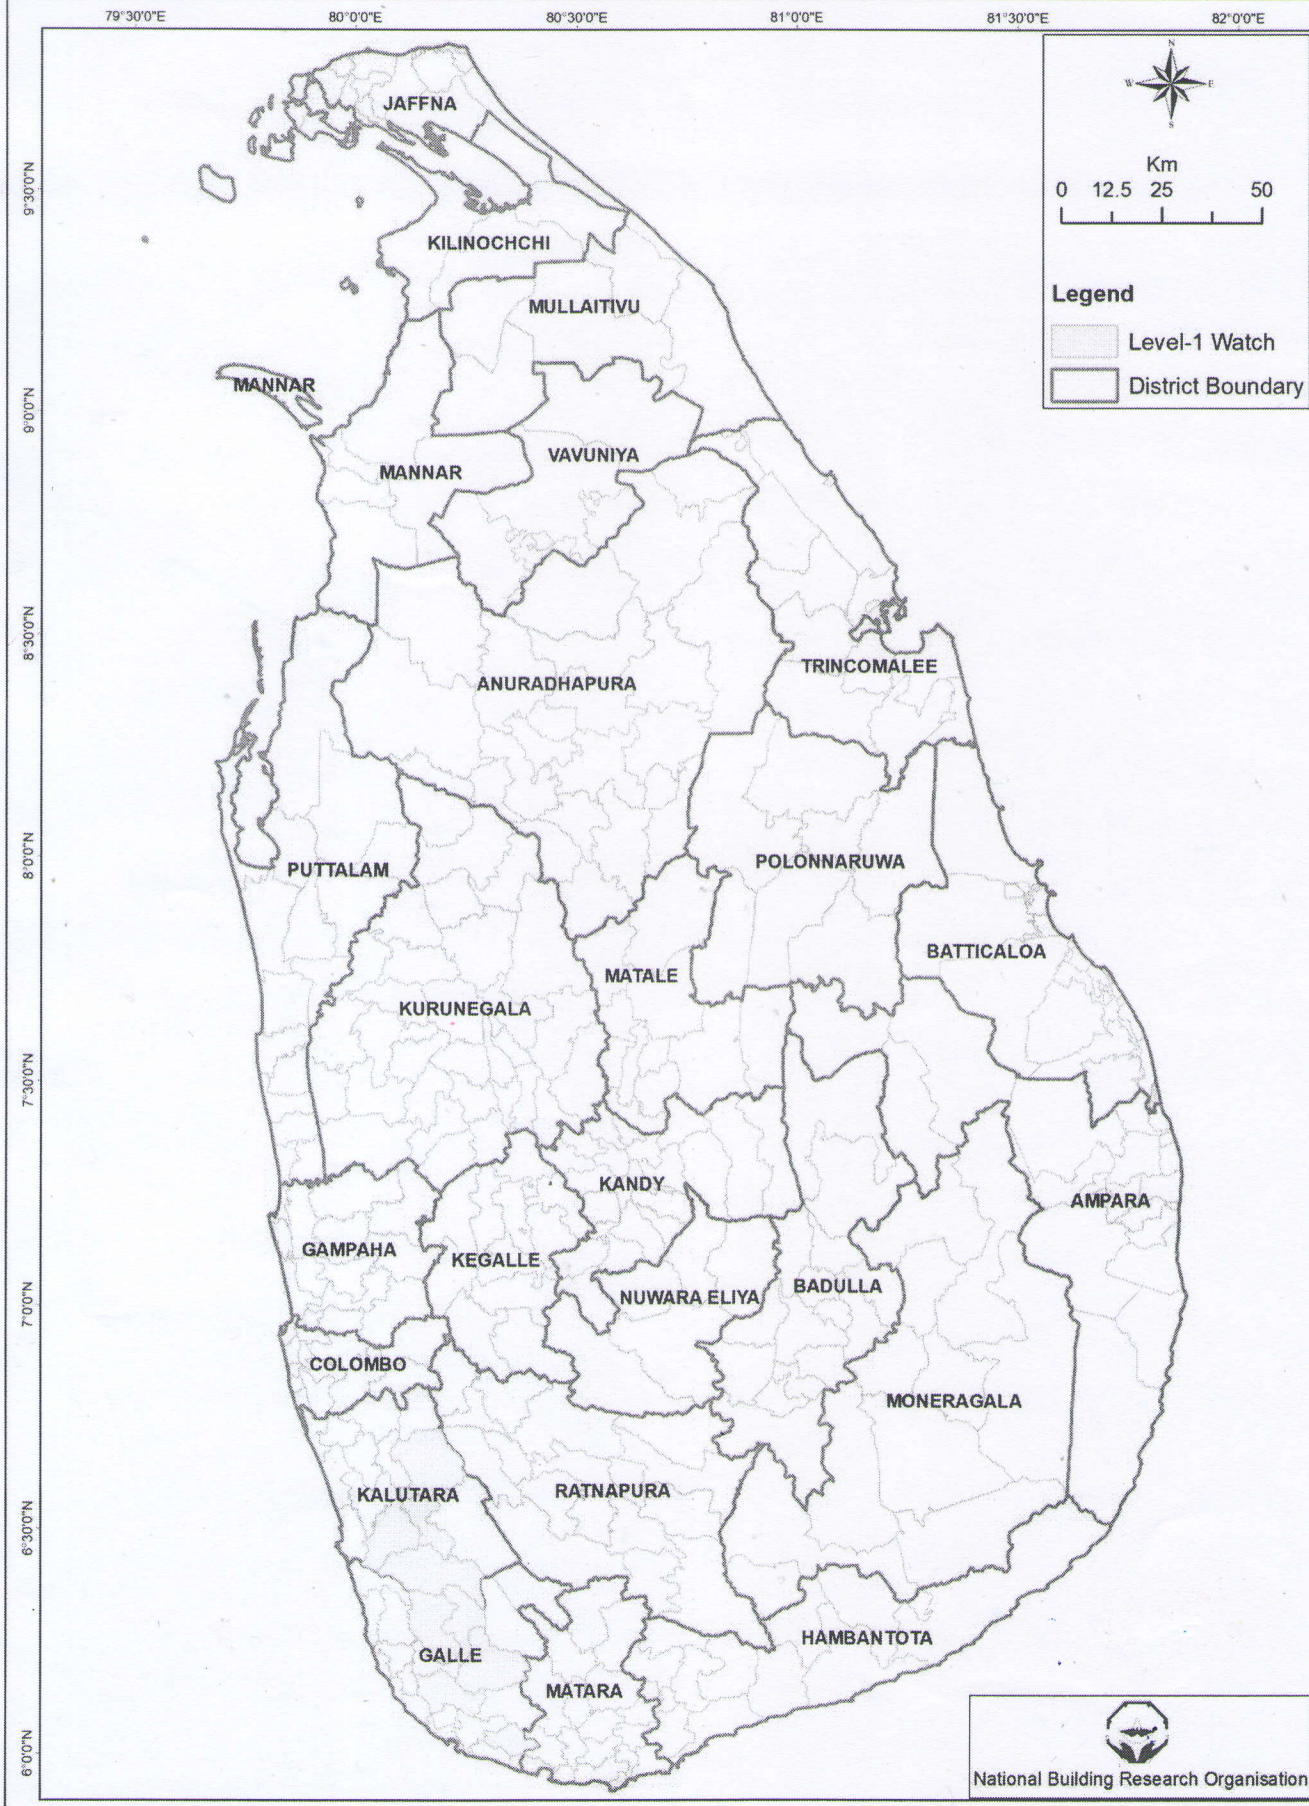 79°30'0"E 80°0'0"E 80°30'0"E 81°0'0"E 81°30'0"E 82°0'0"E
N
W E
S
Km
0 12.5 25 50
Legend
Level-1 Watch
District Boundary
9°30'0"N
9°0'0"N
8°30'0"N
8°0'0"N
7°30'0"N
7°0'0"N
6°30'0"N
6°0'0"N
JAFFNA
KILINOCHCHI
MULLAITIVU
MANNAR
VAVUNIYA
MANNAR
TRINCOMALEE
ANURADHAPURA
POLONNARUWA
PUTTALAM
BATTICALOA
MATALE
KURUNEGALA
KANDY
AMPARA
GAMPAHA
KEGALLE
BADULLA
NUWARA ELIYA
COLOMBO
MONERAGALA
RATNAPURA
KALUTARA
HAMBANTOTA
GALLE
MATARA
National Building Research Organisation